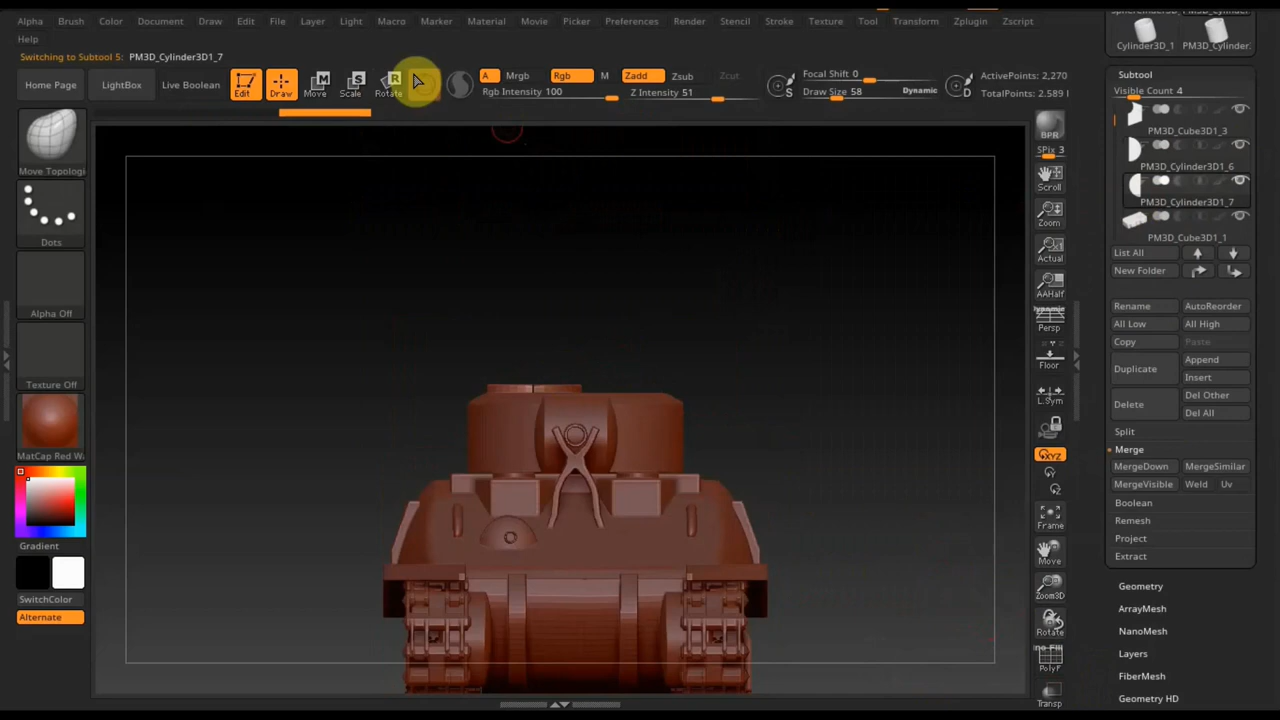 Alpha Brush Color Document Draw Edit File Layer Light Macro Marker Material Movie Picker Preferences Render Stencil Stroke Texture Tool Transform Zplugin Zscript
Help
Switching to Subtool 5: PM3D_Cylinder3D1_7
Home Page
LightBox
Live Boolean
Edit
Draw
Move
Scale
Rotate
A Mrgb Rgb M Zadd Zsub Zcut
Rgb Intensity 100 Z Intensity 51
Focal Shift 0
Draw Size 58 Dynamic
ActivePoints: 2,270
TotalPoints: 2.589
Move Topologi
Dots
Alpha Off
Texture Off
MatCap Red Wa
Gradient
SwitchColor
Alternate
BPR
SPix 3
Scroll
Zoom
Actual
AAHalf
Persp
Floor
L.Sym
XYZ
Frame
Move
Zoom3D
Rotate
PolyF
Transp
Cylinder3D_1 PM3D_Cylinder.
Subtool
Visible Count 4
PM3D_Cube3D1_3
PM3D_Cylinder3D1_6
PM3D_Cylinder3D1_7
PM3D_Cube3D1_1
List All
New Folder
Rename AutoReorder
All Low All High
Copy Paste
Duplicate Append
Insert
Delete Del Other
Del All
Split
Merge
MergeDown MergeSimilar
MergeVisible Weld Uv
Boolean
Remesh
Project
Extract
Geometry
ArrayMesh
NanoMesh
Layers
FiberMesh
Geometry HD